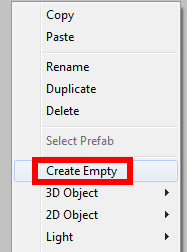 Copy
Paste
Rename
Duplicate
Delete
Select Prefab
Create Empty
3D Object
2D Object
Light